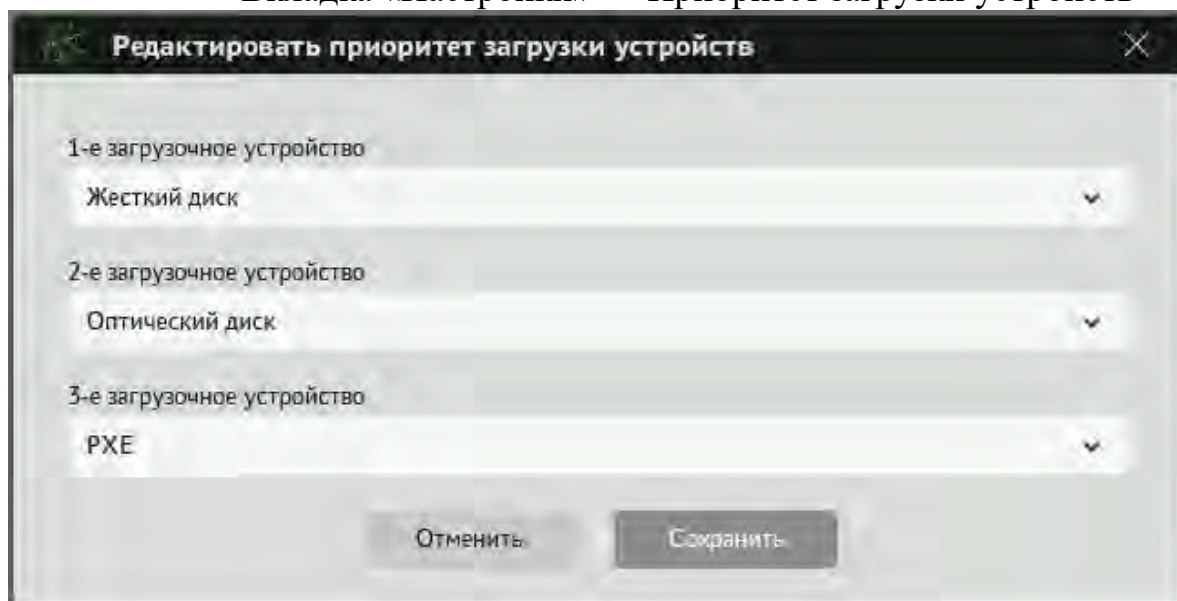 Редактировать приоритет загрузки устройств
1-е загрузочное устройство
Жесткий диск
2-е загрузочное устройство
Оптический диск
3-е загрузочное устройство
PXE
Отменить
Сохранить